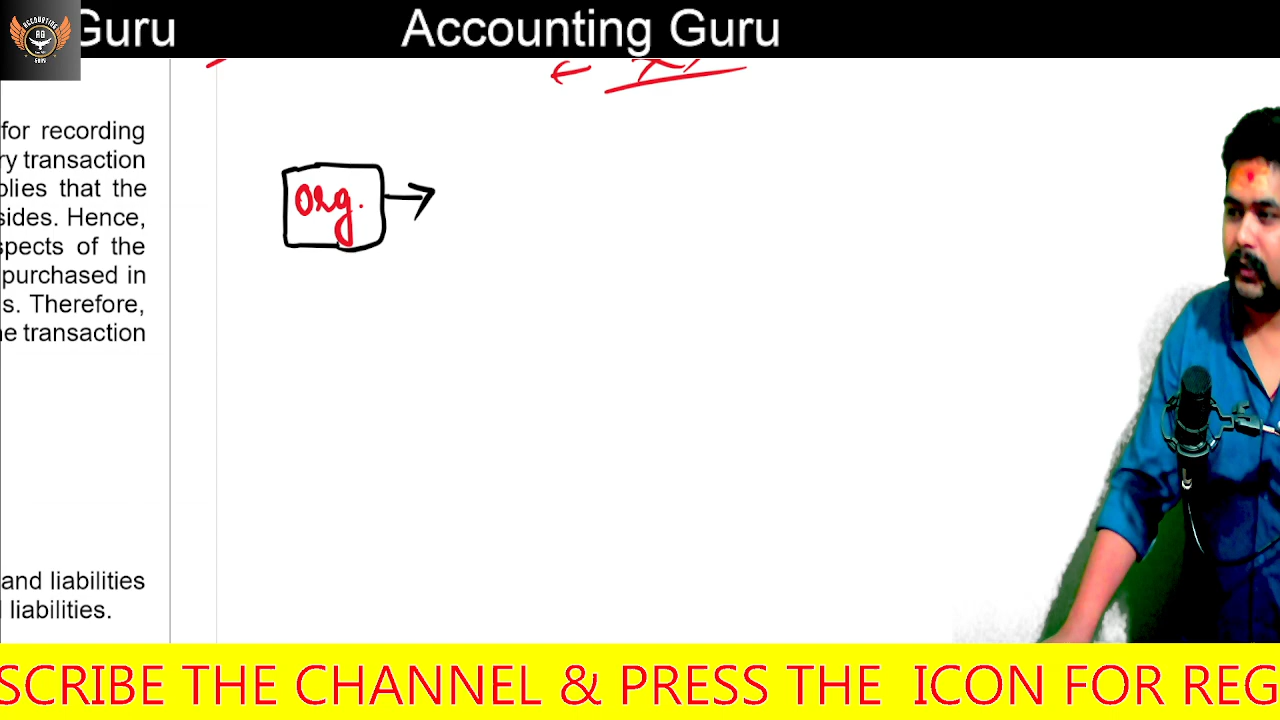 Guru
Accounting Guru
for recording
ry transaction
plies that the
sides. Hence,
spects of the
purchased in
s. Therefore,
ne transaction
org.
and liabilities
liabilities.
SCRIBE THE CHANNEL & PRESS THE ICON FOR REG